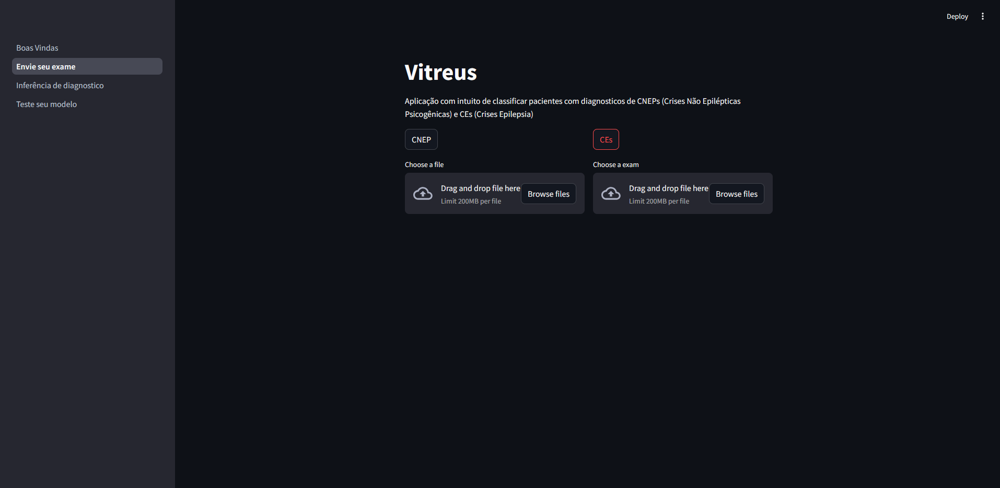 Deploy
Boas Vindas
Envie seu exame
Inferência de diagnostico
Teste seu modelo
Vitreus
Aplicação com intuito de classificar pacientes com diagnosticos de CNEPs (Crises Não Epilépticas
Psicogênicas) e CEs (Crises Epilepsia)
CNEP
CEs
Choose a file
Drag and drop file here
Limit 200MB per file
Browse files
Choose a exam
Drag and drop file here
Limit 200MB per file
Browse files